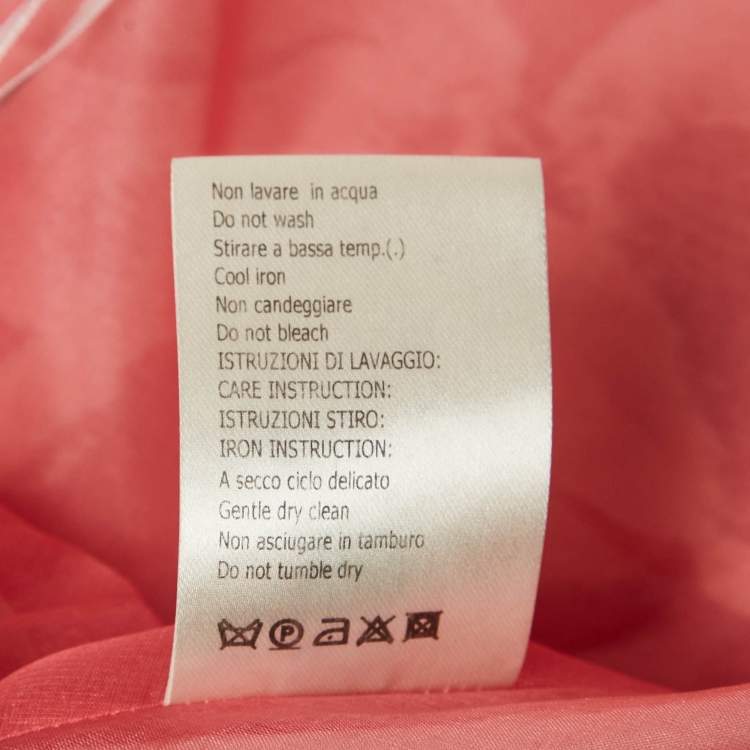 Non lavare in acqua
Do not wash
Stirare a bassa temp.(.)
Cool iron
Non candeggiare
Do not bleach
ISTRUZIONI DI LAVAGGIO:
CARE INSTRUCTION:
ISTRUZIONI STIRO:
IRON INSTRUCTION:
A secco ciclo delicato
Gentle dry clean
Non asciugare in tamburo
Do not tumble dry
P